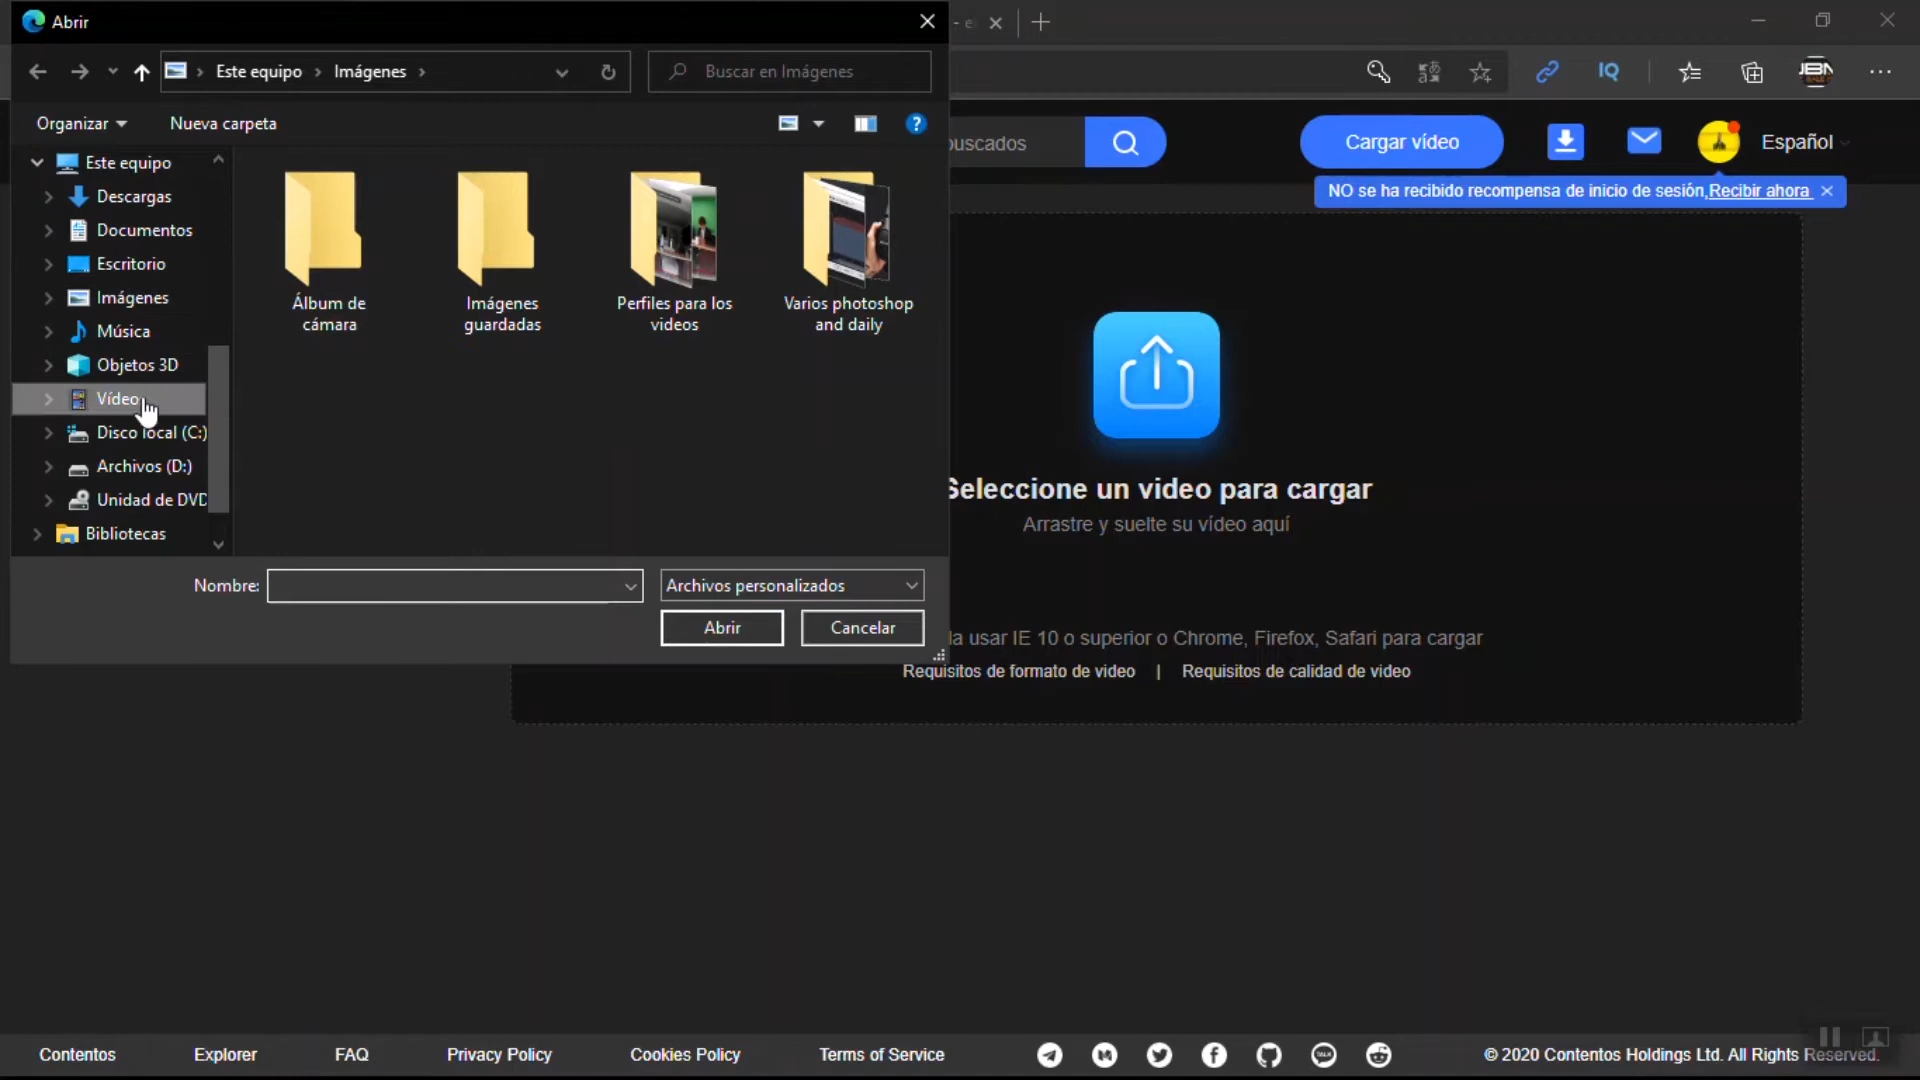 Abrir
Este equipo
Imágenes
Buscar en Imágenes
Organizar
Nueva carpeta
Este equipo
Descargas
Documentos
Escritorio
Imágenes
Música
Objetos 3D
Vídeo
Disco local (C:)
Archivos (D:)
Unidad de DVD
Bibliotecas
Álbum de
cámara
Imágenes
guardadas
Perfiles para los
videos
Varios photoshop
and daily
Nombre:
Archivos personalizados
Abrir
Cancelar
IQ
JBN
Cargar vídeo
Español
NO se ha recibido recompensa de inicio de sesión,Recibir ahora
Seleccione un video para cargar
Arrastre y suelte su vídeo aquí
usar IE 10 o superior o Chrome, Firefox, Safari para cargar
Requisitos de formato de video | Requisitos de calidad de video
Contentos
Explorer
FAQ
Privacy Policy
Cookies Policy
Terms of Service
TALK
© 2020 Contentos Holdings Ltd. All Rights Reserved.